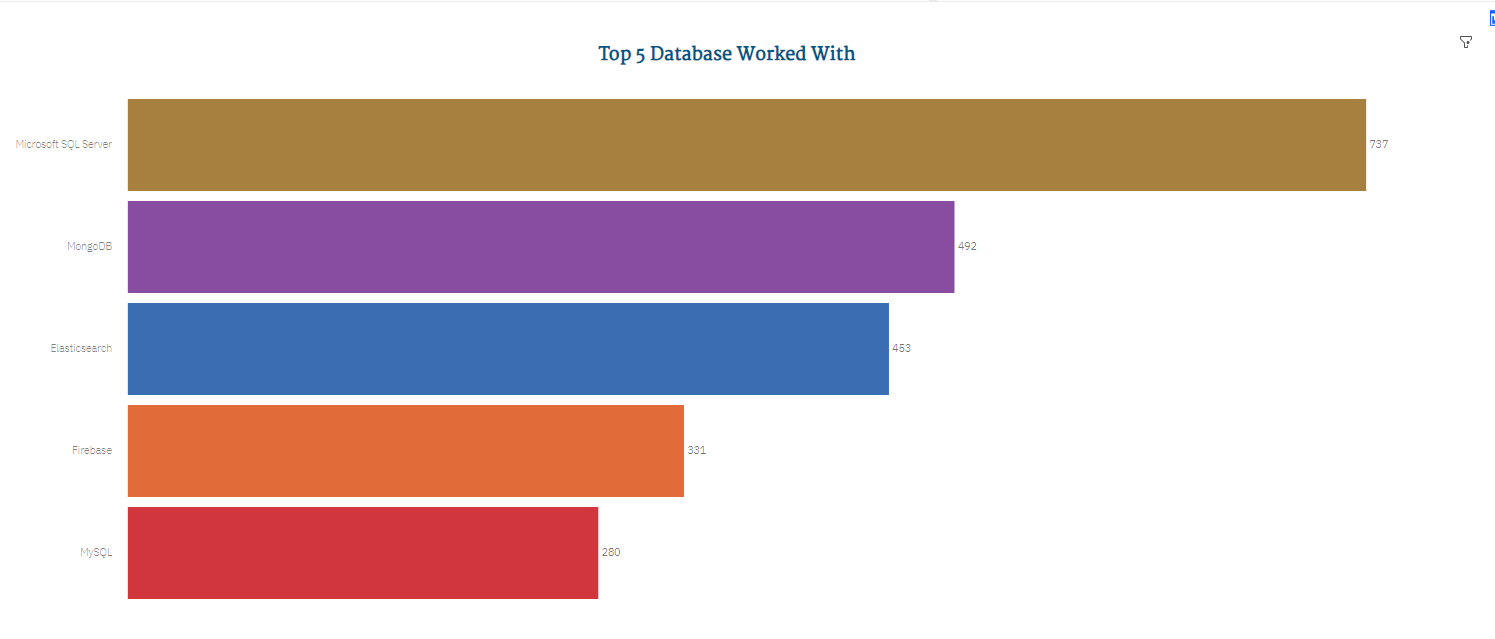 Top 5 Database Worked With
Microsoft SQL Server
737
MongoDB
492
Elasticsearch
453
Firebase
331
MySQL
280